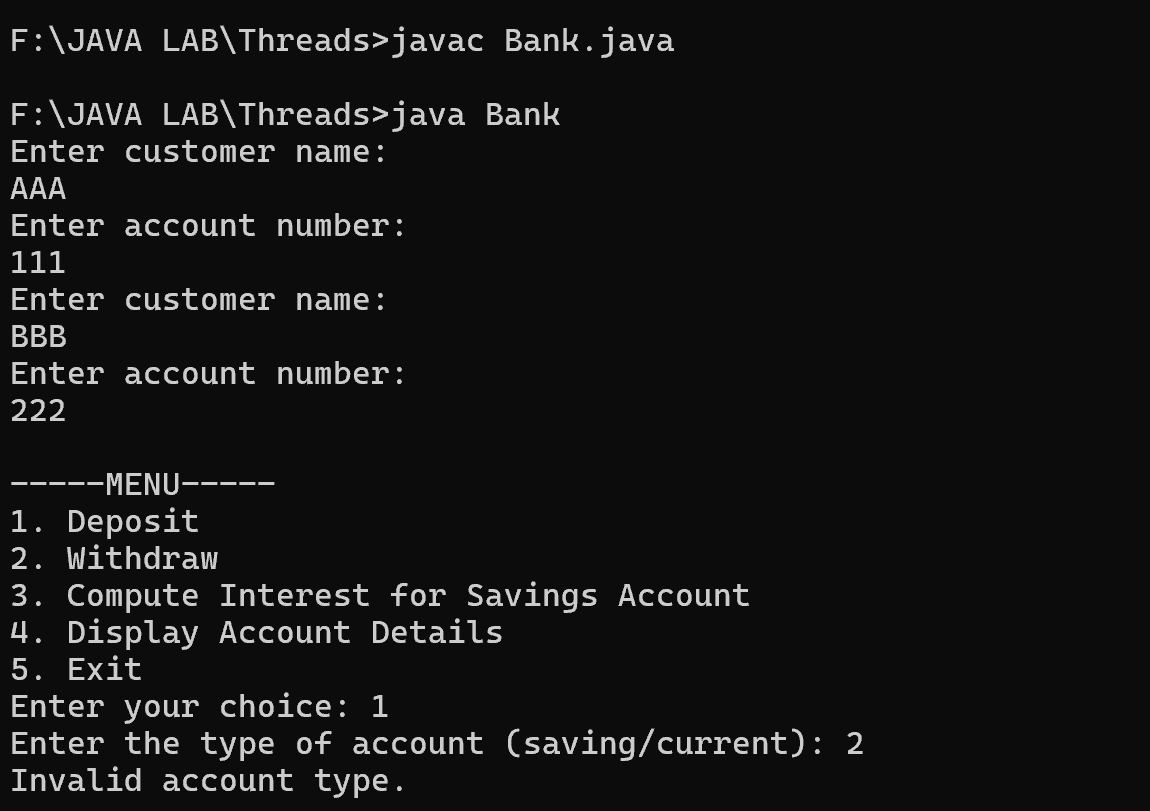 F:\JAVA LAB\Threads>javac Bank.java
F:\JAVA LAB\Threads>java Bank
Enter customer name:
AAA
Enter account number:
111
Enter customer name:
BBB
Enter account number:
222
-----MENU-----
1. Deposit
2. Withdraw
3. Compute Interest for Savings Account
4. Display Account Details
5. Exit
Enter your choice: 1
Enter the type of account (saving/current): 2
Invalid account type.